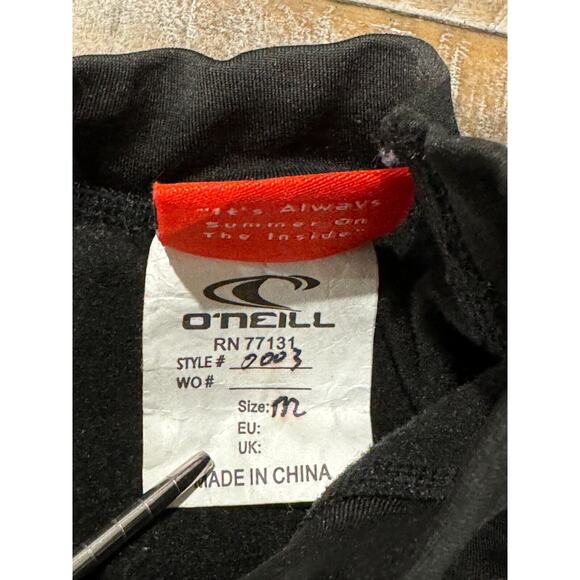 "It's Always
Summer On
The Inside"
O'NEILL
RN 77131
STYLE # 0003
WO #
Size: m
EU:
UK:
MADE IN CHINA